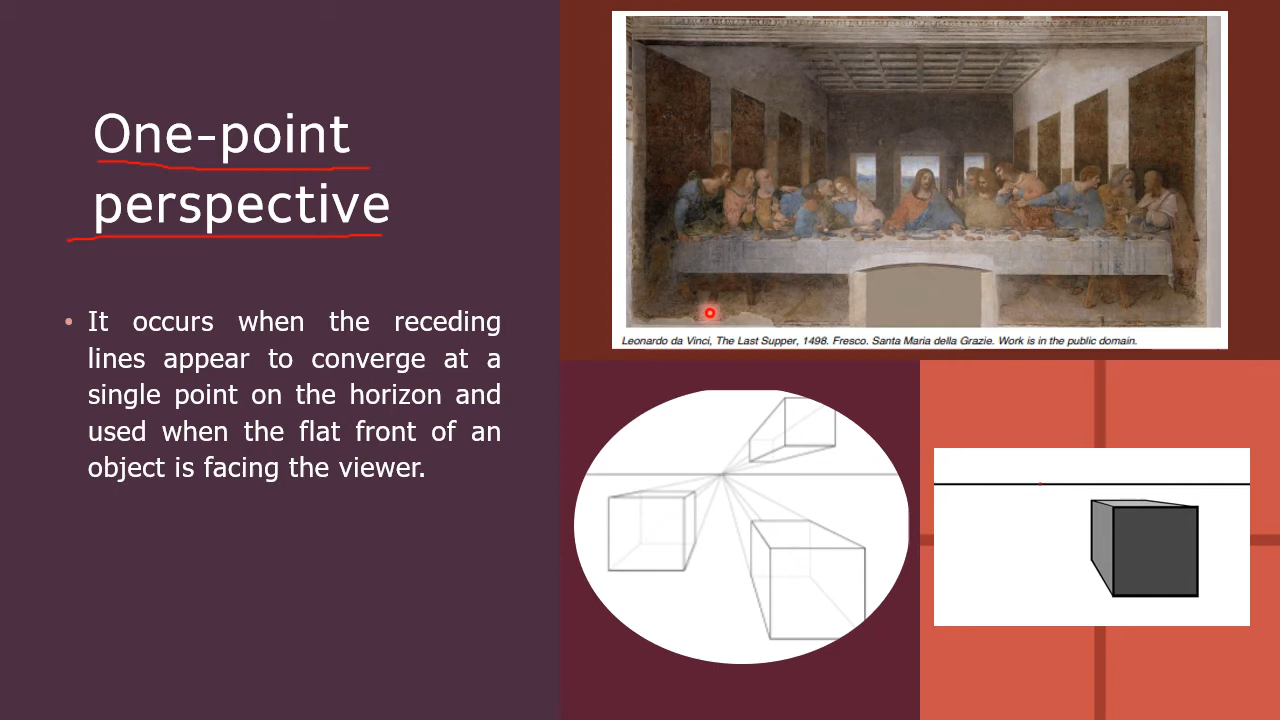 One-point
perspective
• It occurs when the receding
lines appear to converge at a
single point on the horizon and
used when the flat front of an
object is facing the viewer.
Leonardo da Vinci, The Last Supper, 1498. Fresco. Santa Maria della Grazie. Work is in the public domain.